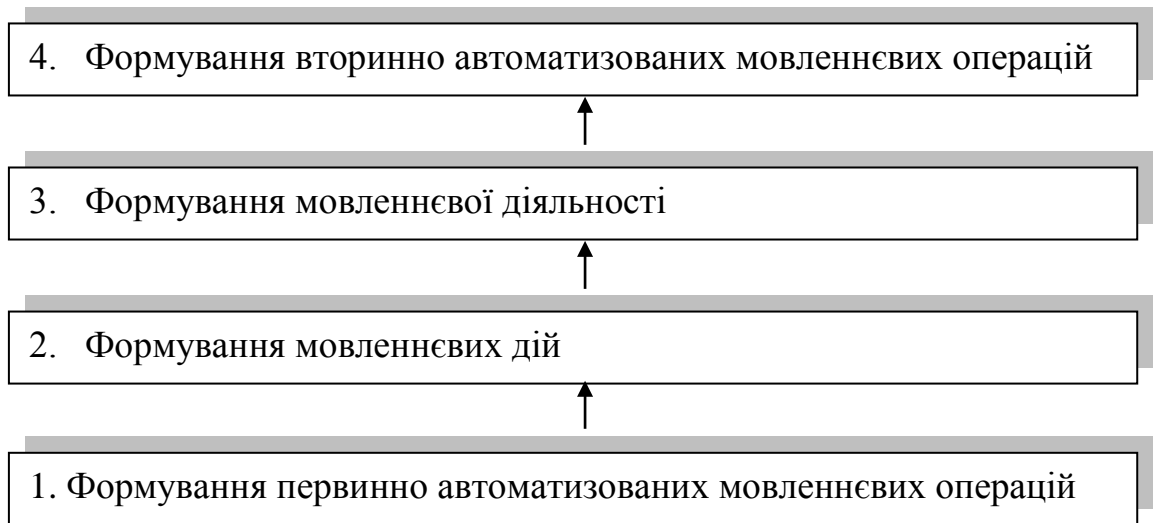 4. Формування вторинно автоматизованих мовленнєвих операцій
3. Формування мовленнєвої діяльності
2. Формування мовленнєвих дій
1. Формування первинно автоматизованих мовленнєвих операцій